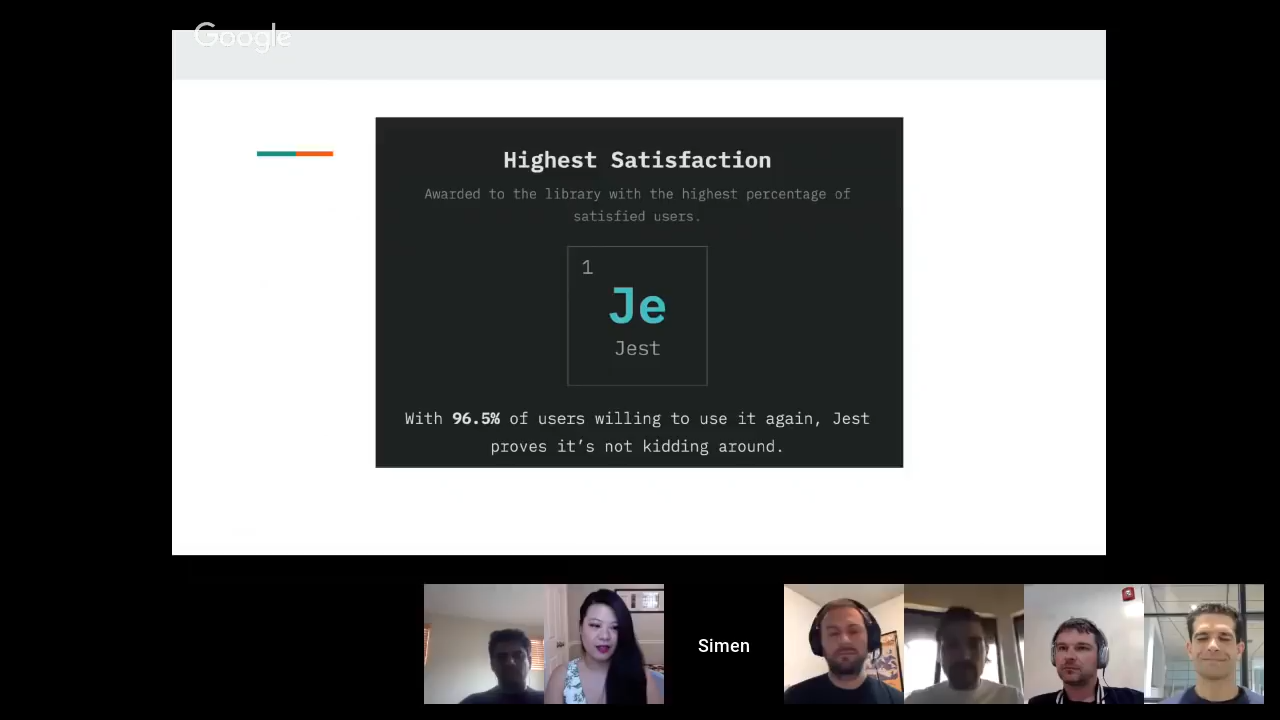 Google
Highest Satisfaction
Awarded to the library with the highest percentage of
satisfied users.
1
Je
Jest
With 96.5% of users willing to use it again, Jest
proves it’s not kidding around.
Simen